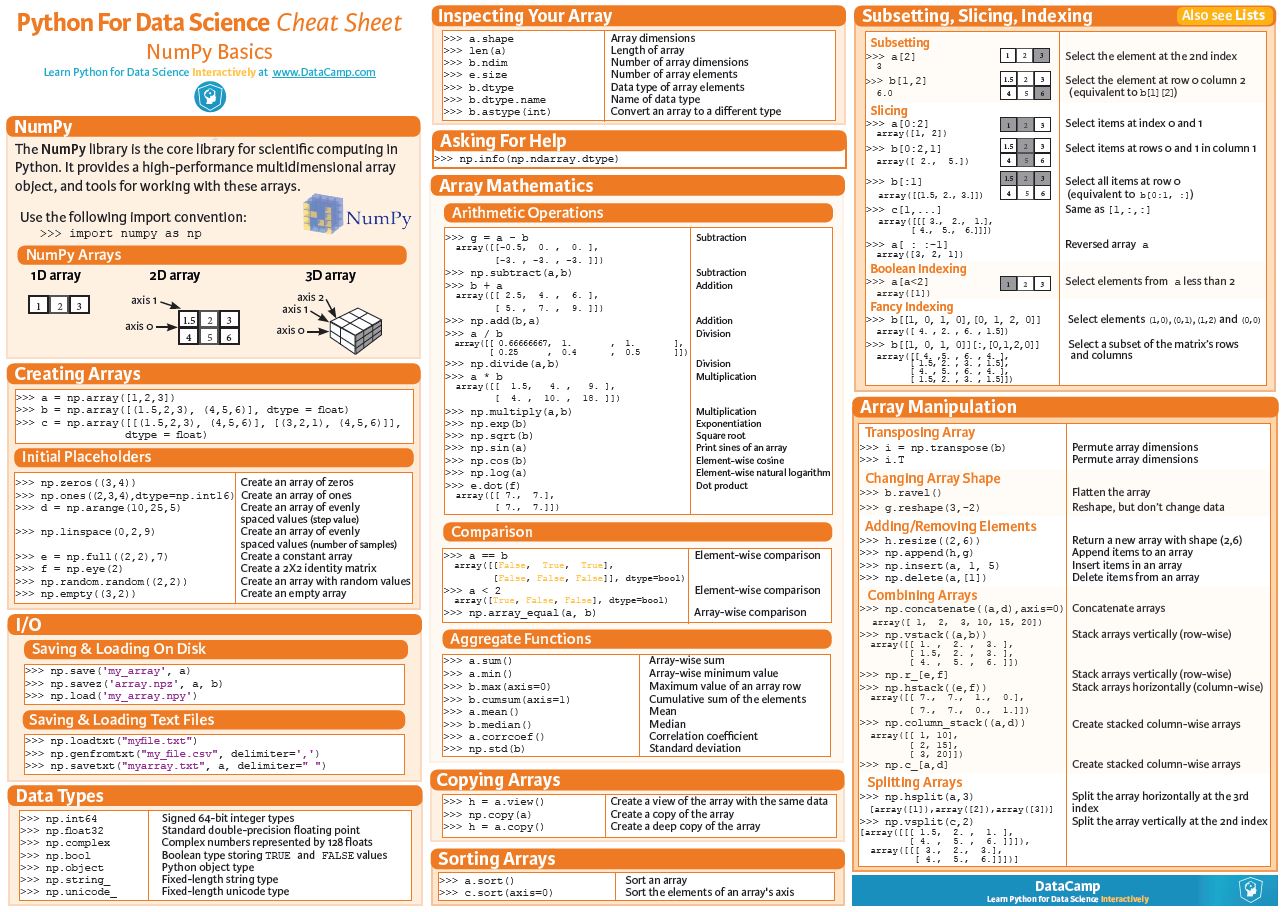 Python For Data Science Cheat Sheet
NumPy Basics
Learn Python for Data Science Interactively at www.DataCamp.com
NumPy
The NumPy library is the core library for scientific computing in
Python. It provides a high-performance multidimensional array
object, and tools for working with these arrays.
Use the following import convention:
>>> import numpy as np
NumPy
NumPy Arrays
1D array 2D array 3D array
1 2 3
axis 1
axis 0
1.5 2 3
4 5 6
axis 2
axis 1
axis 0
Creating Arrays
>>> a = np.array([1,2,3])
>>> b = np.array([(1.5,2,3), (4,5,6)], dtype = float)
>>> c = np.array([[(1.5,2,3), (4,5,6)], [(3,2,1), (4,5,6)]],
dtype = float)
Initial Placeholders
>>> np.zeros((3,4)) Create an array of zeros
>>> np.ones((2,3,4),dtype=np.int16) Create an array of ones
>>> d = np.arange(10,25,5) Create an array of evenly
spaced values (step value)
>>> np.linspace(0,2,9) Create an array of evenly
spaced values (number of samples)
>>> e = np.full((2,2),7) Create a constant array
>>> f = np.eye(2) Create a 2X2 identity matrix
>>> np.random.random((2,2)) Create an array with random values
>>> np.empty((3,2)) Create an empty array
I/O
Saving & Loading On Disk
>>> np.save('my_array', a)
>>> np.savez('array.npz', a, b)
>>> np.load('my_array.npy')
Saving & Loading Text Files
>>> np.loadtxt("myfile.txt")
>>> np.genfromtxt("my_file.csv", delimiter=',')
>>> np.savetxt("myarray.txt", a, delimiter=" ")
Data Types
>>> np.int64 Signed 64-bit integer types
>>> np.float32 Standard double-precision floating point
>>> np.complex Complex numbers represented by 128 floats
>>> np.bool Boolean type storing TRUE and FALSE values
>>> np.object Python object type
>>> np.string_ Fixed-length string type
>>> np.unicode_ Fixed-length unicode type
Inspecting Your Array
>>> a.shape Array dimensions
>>> len(a) Length of array
>>> b.ndim Number of array dimensions
>>> e.size Number of array elements
>>> b.dtype Data type of array elements
>>> b.dtype.name Name of data type
>>> b.astype(int) Convert an array to a different type
Asking For Help
>>> np.info(np.ndarray.dtype)
Array Mathematics
Arithmetic Operations
>>> g = a - b Subtraction
array([[-0.5, 0. , 0. ],
[-3. , -3. , -3. ]])
>>> np.subtract(a,b) Subtraction
>>> b + a Addition
array([[ 2.5, 4. , 6. ],
[ 5. , 7. , 9. ]])
>>> np.add(b,a) Addition
>>> a / b Division
array([[ 0.66666667, 1. , 1. ],
[ 0.25 , 0.4 , 0.5 ]])
>>> np.divide(a,b) Division
>>> a * b Multiplication
array([[ 1.5, 4. , 9. ],
[ 4. , 10. , 18. ]])
>>> np.multiply(a,b) Multiplication
>>> np.exp(b) Exponentiation
>>> np.sqrt(b) Square root
>>> np.sin(a) Print sines of an array
>>> np.cos(b) Element-wise cosine
>>> np.log(a) Element-wise natural logarithm
>>> e.dot(f) Dot product
array([[ 7., 7.],
[ 7., 7.]])
Comparison
>>> a == b Element-wise comparison
array([[False, True, True],
[False, False, False]], dtype=bool)
>>> a < 2 Element-wise comparison
array([True, False, False], dtype=bool)
>>> np.array_equal(a, b) Array-wise comparison
Aggregate Functions
>>> a.sum() Array-wise sum
>>> a.min() Array-wise minimum value
>>> b.max(axis=0) Maximum value of an array row
>>> b.cumsum(axis=1) Cumulative sum of the elements
>>> a.mean() Mean
>>> b.median() Median
>>> a.corrcoef() Correlation coefficient
>>> np.std(b) Standard deviation
Copying Arrays
>>> h = a.view() Create a view of the array with the same data
>>> np.copy(a) Create a copy of the array
>>> h = a.copy() Create a deep copy of the array
Sorting Arrays
>>> a.sort() Sort an array
>>> c.sort(axis=0) Sort the elements of an array's axis
Subsetting, Slicing, Indexing Also see Lists
Subsetting
>>> a[2] 1 2 3 Select the element at the 2nd index
3
>>> b[1,2] 1.5 2 3 Select the element at row 0 column 2
6.0 4 5 6 (equivalent to b[1][2])
Slicing
>>> a[0:2] 1 2 3 Select items at index 0 and 1
array([1, 2])
>>> b[0:2,1] 1.5 2 3 Select items at rows 0 and 1 in column 1
array([ 2., 5.]) 4 5 6
>>> b[:1] 1.5 2 3 Select all items at row 0
array([[1.5, 2., 3.]]) 4 5 6 (equivalent to b[0:1, :])
>>> c[1,...] Same as [1,:,:]
array([[[ 3., 2., 1.],
[ 4., 5., 6.]]])
>>> a[ : :-1] Reversed array a
array([3, 2, 1])
Boolean Indexing
>>> a[a<2] 1 2 3 Select elements from a less than 2
array([1])
Fancy Indexing
>>> b[[1, 0, 1, 0],[0, 1, 2, 0]] Select elements (1,0),(0,1),(1,2) and (0,0)
array([ 4. , 2. , 6. , 1.5])
>>> b[[1, 0, 1, 0]][:,[0,1,2,0]] Select a subset of the matrix's rows
array([[ 4. ,5. , 6. , 4. ], and columns
[ 1.5, 2. , 3. , 1.5],
[ 4. , 5. , 6. , 4. ],
[ 1.5, 2. , 3. , 1.5]])
Array Manipulation
Transposing Array
>>> i = np.transpose(b) Permute array dimensions
>>> i.T Permute array dimensions
Changing Array Shape
>>> b.ravel() Flatten the array
>>> g.reshape(3,-2) Reshape, but don't change data
Adding/Removing Elements
>>> h.resize((2,6)) Return a new array with shape (2,6)
>>> np.append(h,g) Append items to an array
>>> np.insert(a, 1, 5) Insert items in an array
>>> np.delete(a,[1]) Delete items from an array
Combining Arrays
>>> np.concatenate((a,d),axis=0) Concatenate arrays
array([ 1, 2, 3, 10, 15, 20])
>>> np.vstack((a,b)) Stack arrays vertically (row-wise)
array([[ 1. , 2. , 3. ],
[ 1.5, 2. , 3. ],
[ 4. , 5. , 6. ]])
>>> np.r_[e,f] Stack arrays vertically (row-wise)
>>> np.hstack((e,f)) Stack arrays horizontally (column-wise)
array([[ 7., 7., 1., 0.],
[ 7., 7., 0., 1.]])
>>> np.column_stack((a,d)) Create stacked column-wise arrays
array([[ 1, 10],
[ 2, 15],
[ 3, 20]])
>>> np.c_[a,d] Create stacked column-wise arrays
Splitting Arrays
>>> np.hsplit(a,3) Split the array horizontally at the 3rd
[array([1]),array([2]),array([3])] index
>>> np.vsplit(c,2) Split the array vertically at the 2nd index
[array([[[ 1.5, 2. , 1. ],
[ 4. , 5. , 6. ]]]),
array([[[ 3., 2., 3.],
[ 4., 5., 6.]]])]
DataCamp
Learn Python for Data Science Interactively